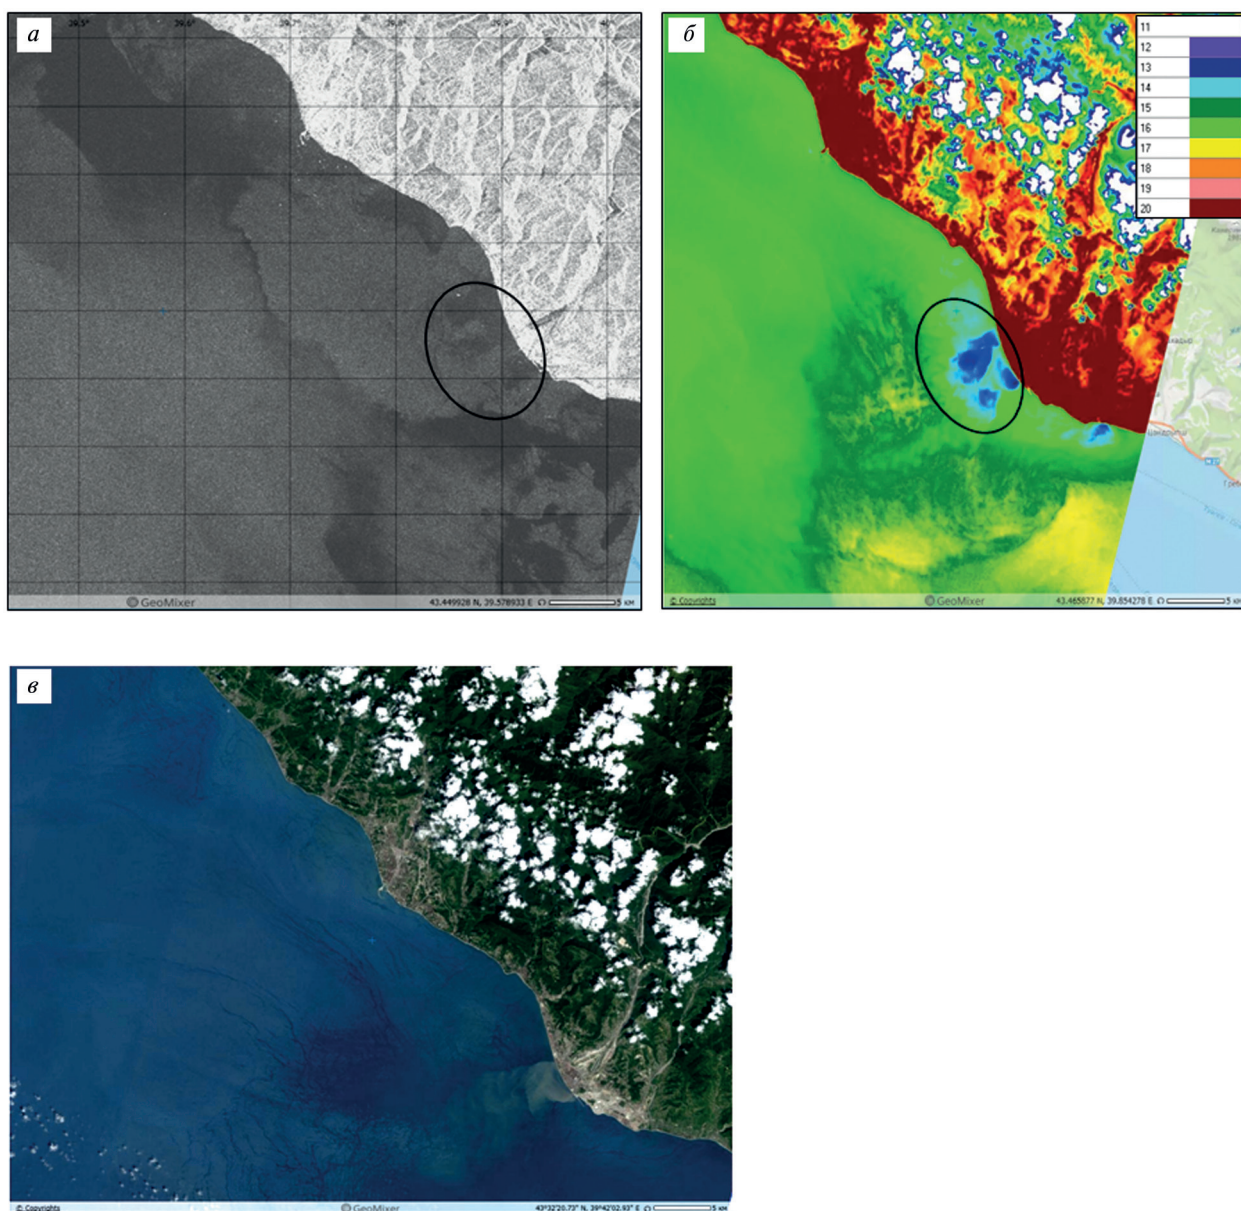 а
39.5° 39.6° 39.7° 39.8° 39.9° 40°
GeoMixer 43.449928 N, 39.578933 E 5 км
б
11
12
13
14
15
16
17
18
19
20
Цандрипш
© Copyrights GeoMixer 43.465877 N, 39.854278 E 5 км
в
© Copyrights GeoMixer 43°32'20.73" N, 39°42'02.93" E 5 км